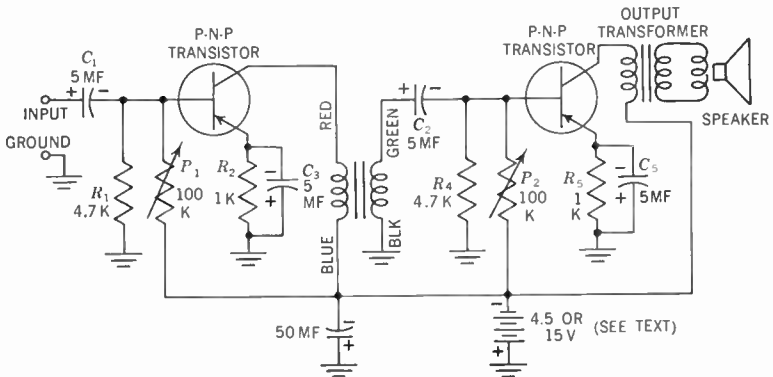 P-N-P
TRANSISTOR
C1
5 MF
+ -
INPUT
GROUND
R1
4.7 K
P1
100
K
R2
1 K
-
C3
5
MF
+
RED
BLUE
GREEN
BLK
+ -
C2
5 MF
P-N-P
TRANSISTOR
R4
4.7 K
P2
100
K
R5
1
K
-
C5
5 MF
+
OUTPUT
TRANSFORMER
SPEAKER
50 MF
-
+
-
+
4.5 OR
15 V
(SEE TEXT)